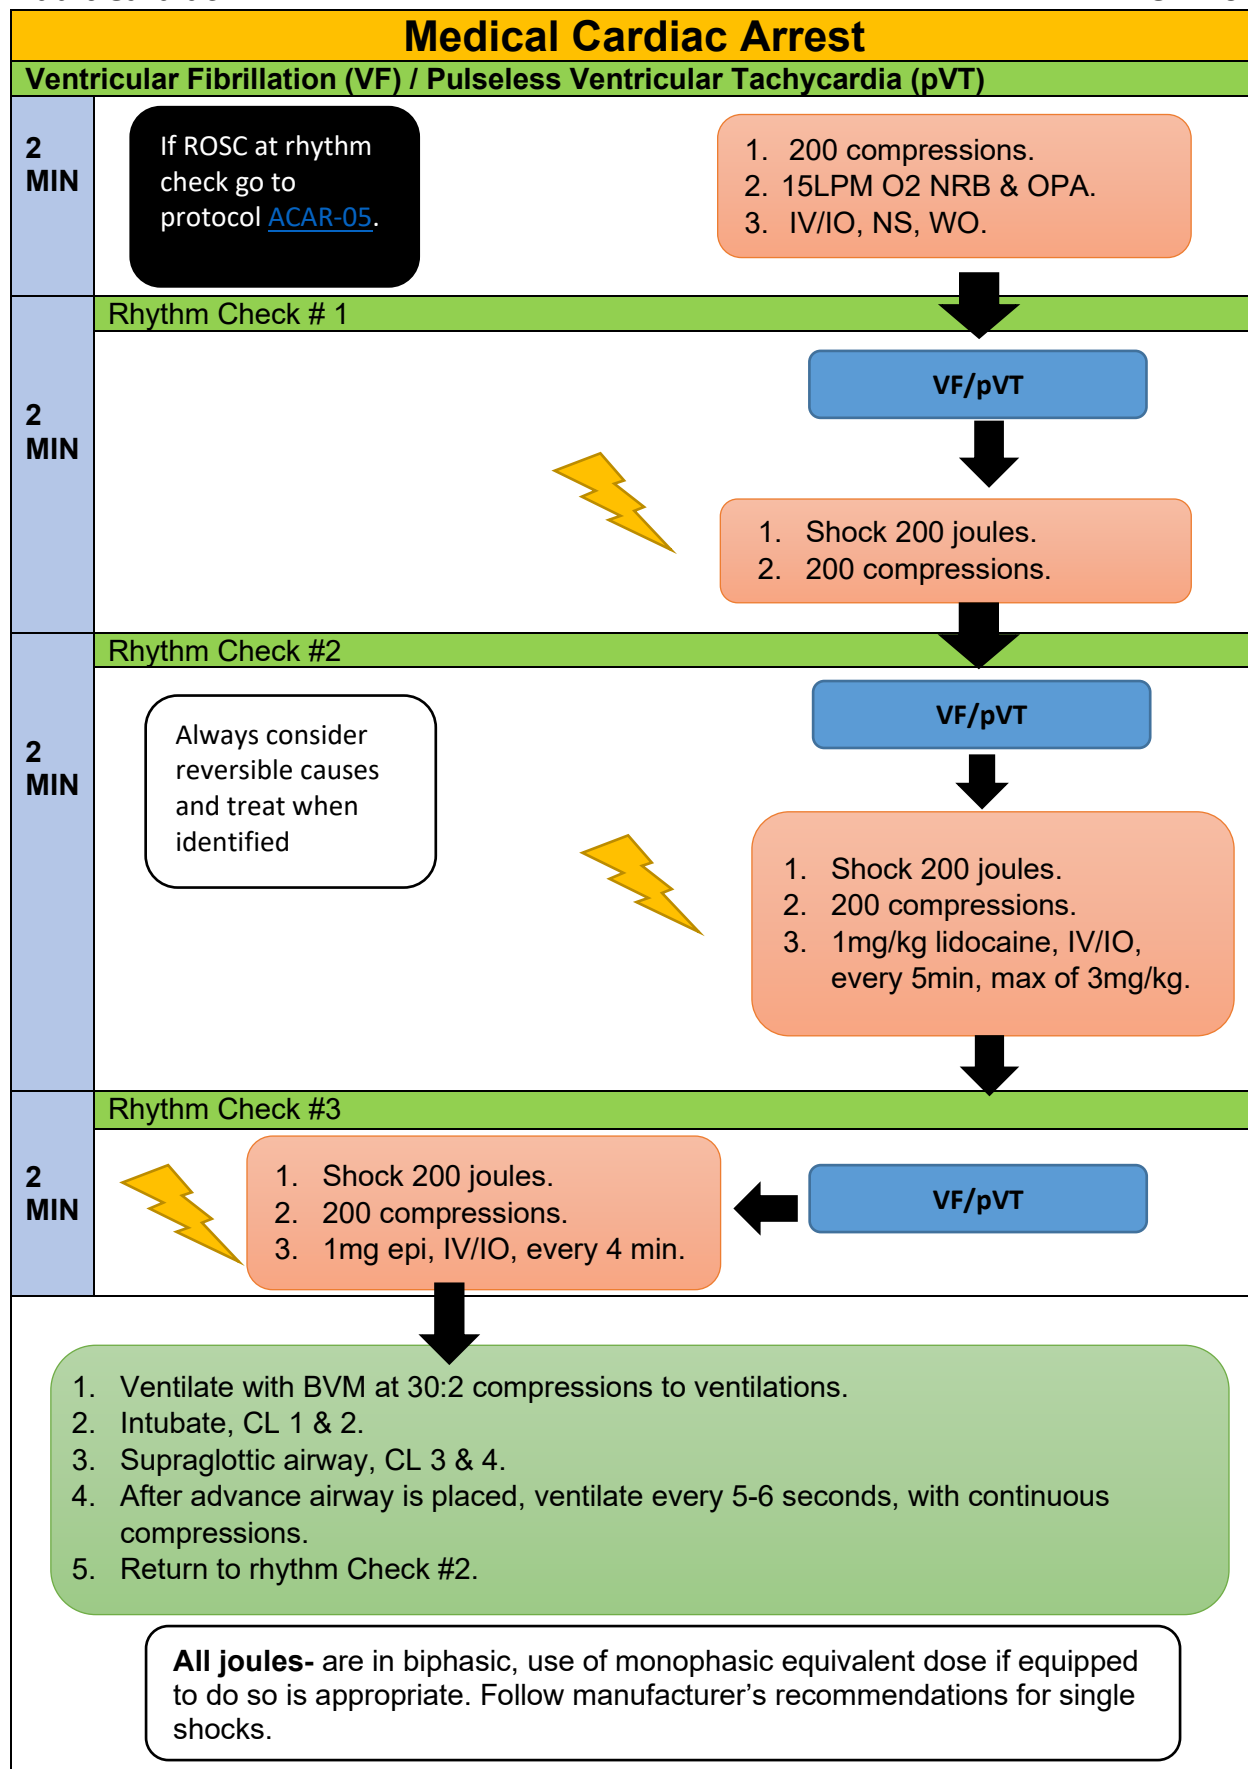 Medical Cardiac Arrest
Ventricular Fibrillation (VF) / Pulseless Ventricular Tachycardia (pVT)
2
MIN
If ROSC at rhythm
check go to
protocol ACAR-05.
1. 200 compressions.
2. 15LPM O2 NRB & OPA.
3. IV/IO, NS, WO.
Rhythm Check # 1
2
MIN
VF/pVT
1. Shock 200 joules.
2. 200 compressions.
Rhythm Check #2
2
MIN
Always consider
reversible causes
and treat when
identified
VF/pVT
1. Shock 200 joules.
2. 200 compressions.
3. 1mg/kg lidocaine, IV/IO,
every 5min, max of 3mg/kg.
Rhythm Check #3
2
MIN
1. Shock 200 joules.
2. 200 compressions.
3. 1mg epi, IV/IO, every 4 min.
VF/pVT
1. Ventilate with BVM at 30:2 compressions to ventilations.
2. Intubate, CL 1 & 2.
3. Supraglottic airway, CL 3 & 4.
4. After advance airway is placed, ventilate every 5-6 seconds, with continuous
compressions.
5. Return to rhythm Check #2.
All joules- are in biphasic, use of monophasic equivalent dose if equipped
to do so is appropriate. Follow manufacturer’s recommendations for single
shocks.